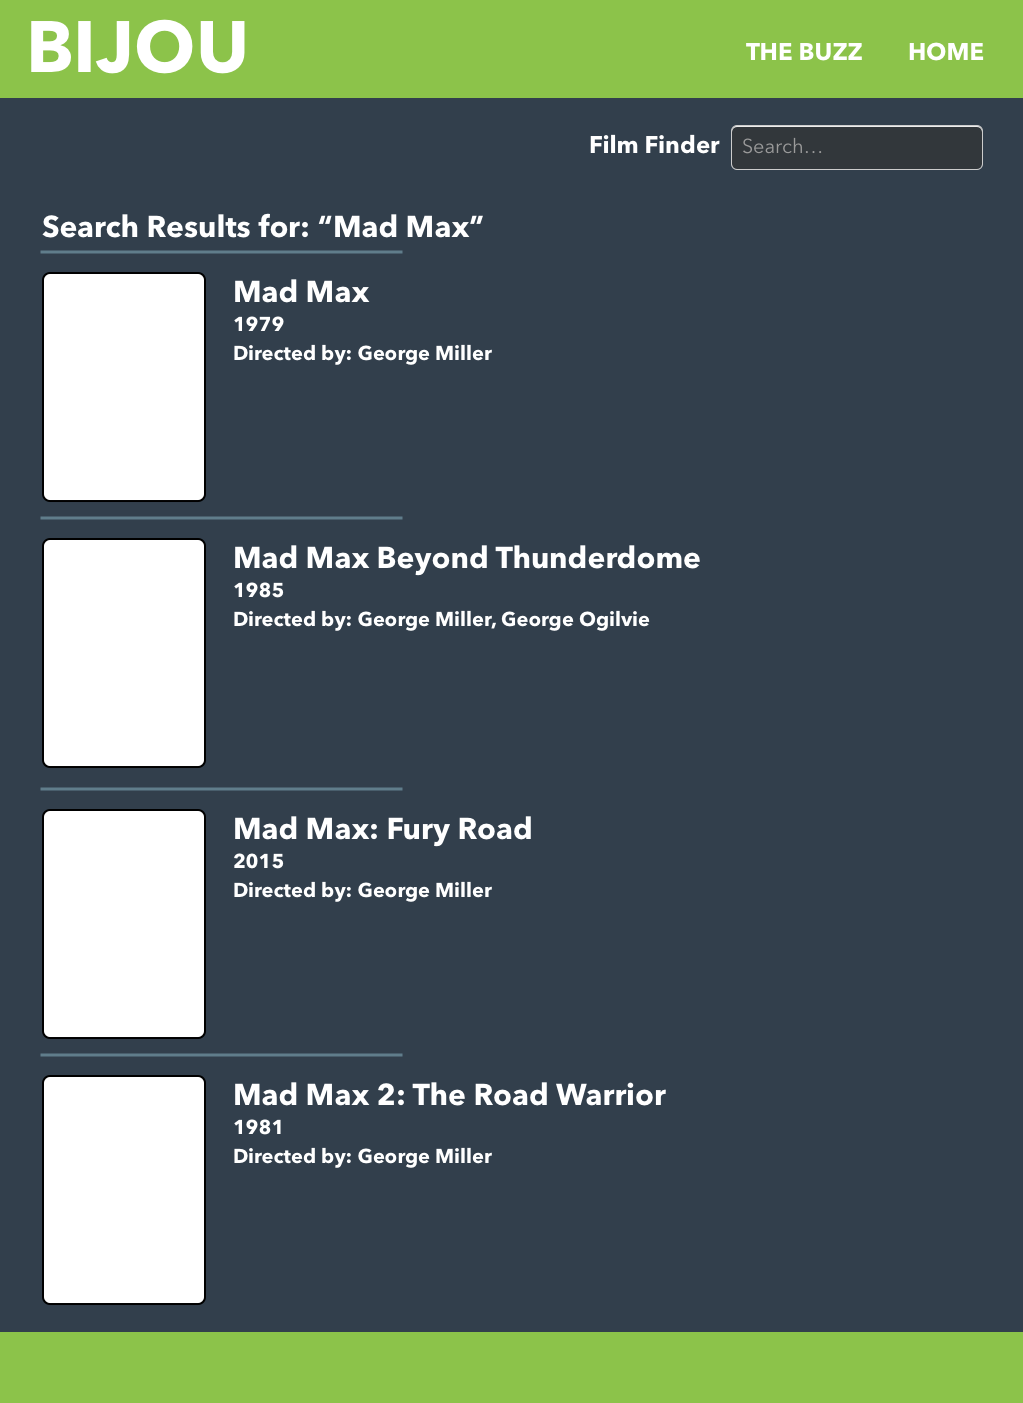 BIJOU
THE BUZZ HOME
Film Finder Search...
Search Results for: “Mad Max”
Mad Max
1979
Directed by: George Miller
Mad Max Beyond Thunderdome
1985
Directed by: George Miller, George Ogilvie
Mad Max: Fury Road
2015
Directed by: George Miller
Mad Max 2: The Road Warrior
1981
Directed by: George Miller